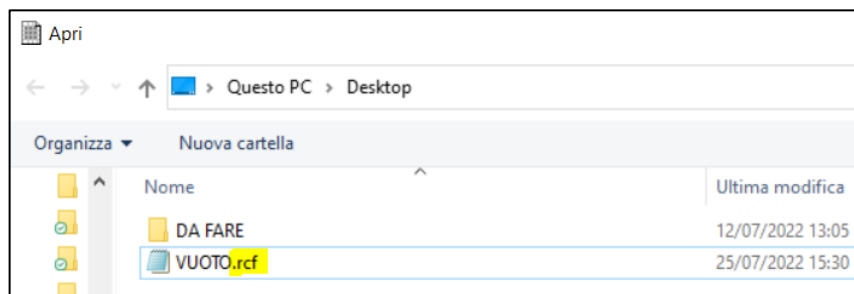 Apri
Questo PC > Desktop
Organizza Nuova cartella
Nome Ultima modifica
DA FARE 12/07/2022 13:05
VUOTO.rcf 25/07/2022 15:30